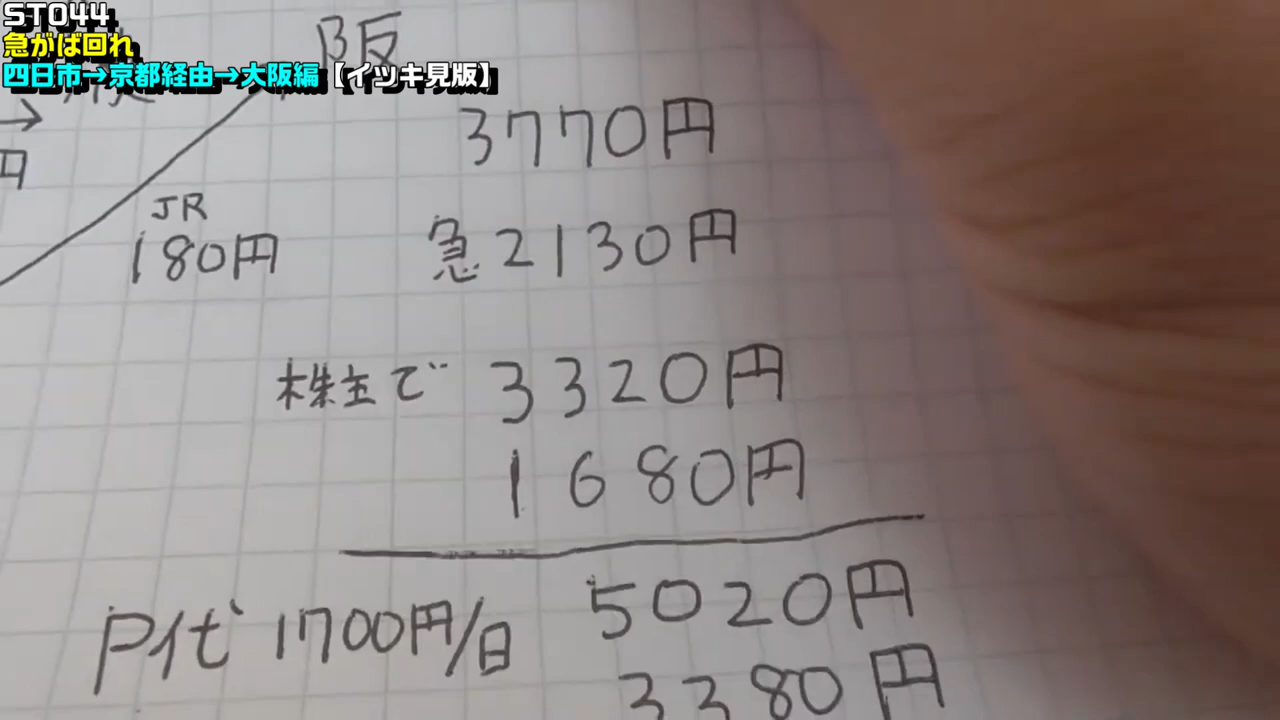 ST044
急がば回れ
四日市→京都経由→大阪編【イツキ見版】
阪
→
円
3770円
JR
180円
急2130円
株主で 3320円
1680円
P代 1700円/日 5020円
3380円